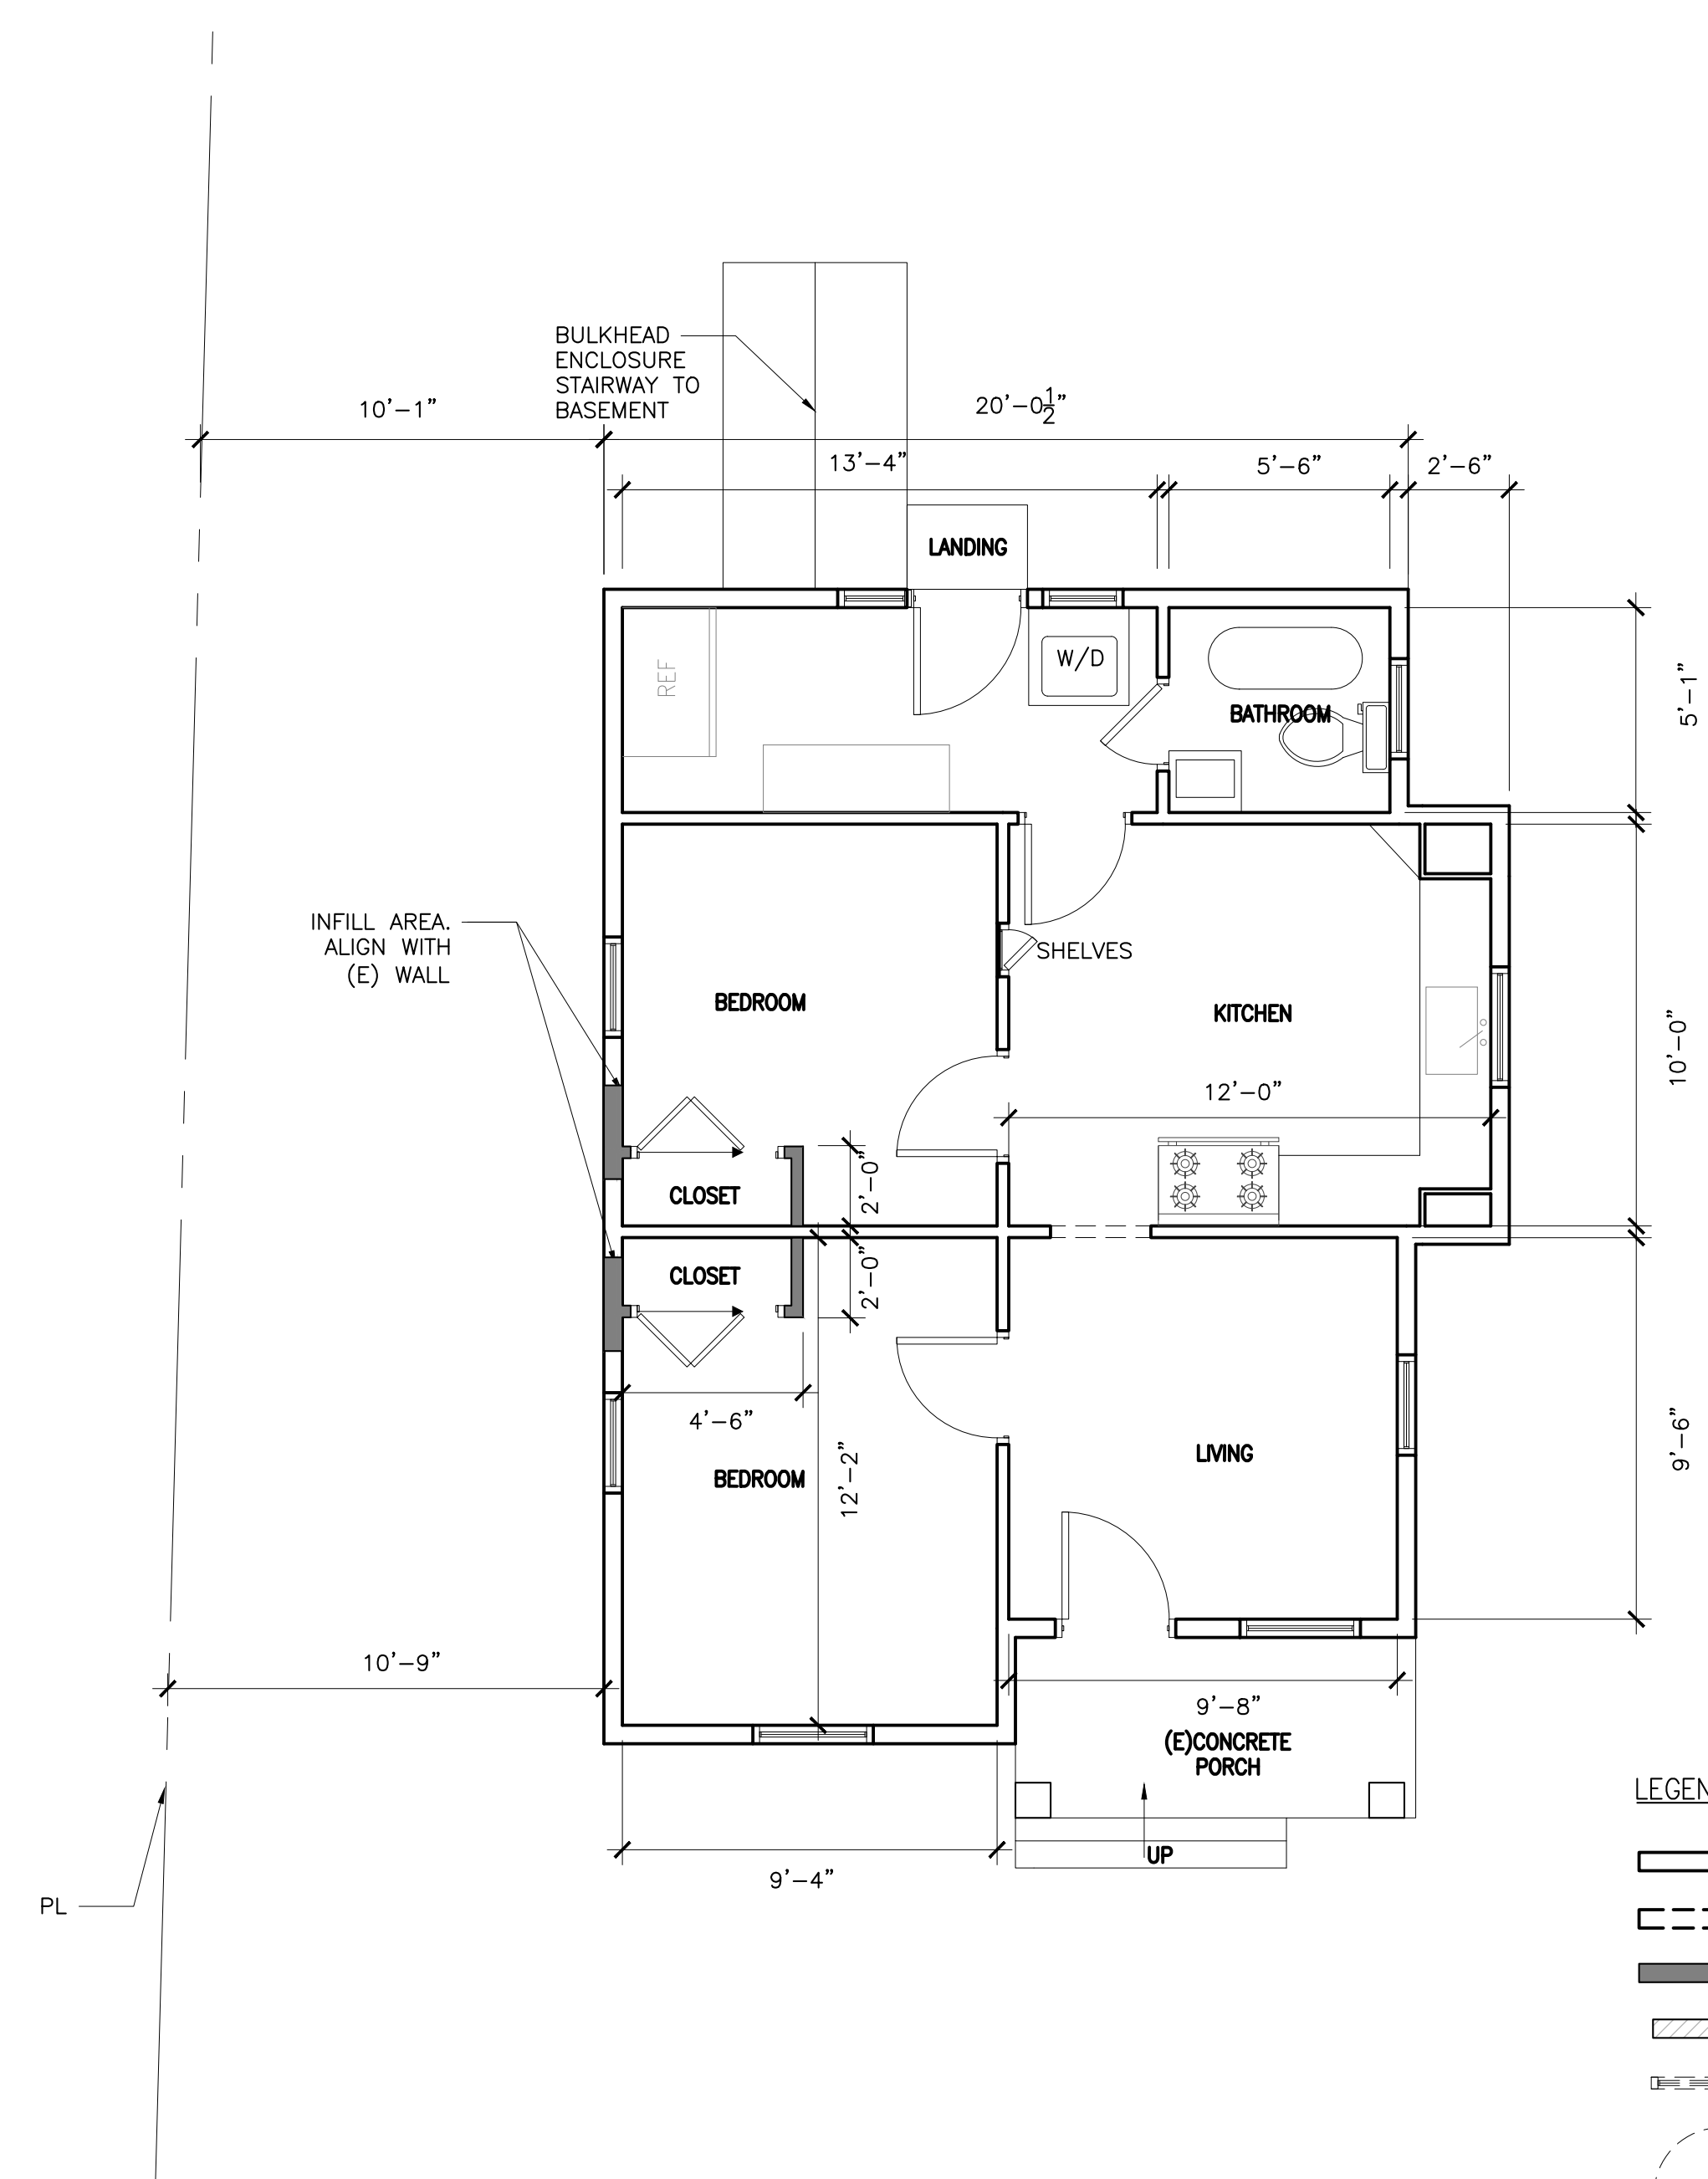 BULKHEAD
ENCLOSURE
STAIRWAY TO
BASEMENT
10'-1"
20'-0 1/2"
13'-4"
5'-6"
2'-6"
LANDING
REF
W/D
BATHROOM
5'-1"
INFILL AREA.
ALIGN WITH
(E) WALL
SHELVES
BEDROOM
KITCHEN
10'-0"
12'-0"
CLOSET
2'-0"
CLOSET
2'-0"
4'-6"
BEDROOM
12'-2"
LIVING
9'-6"
10'-9"
9'-8"
(E)CONCRETE
PORCH
UP
9'-4"
PL
LEGEN